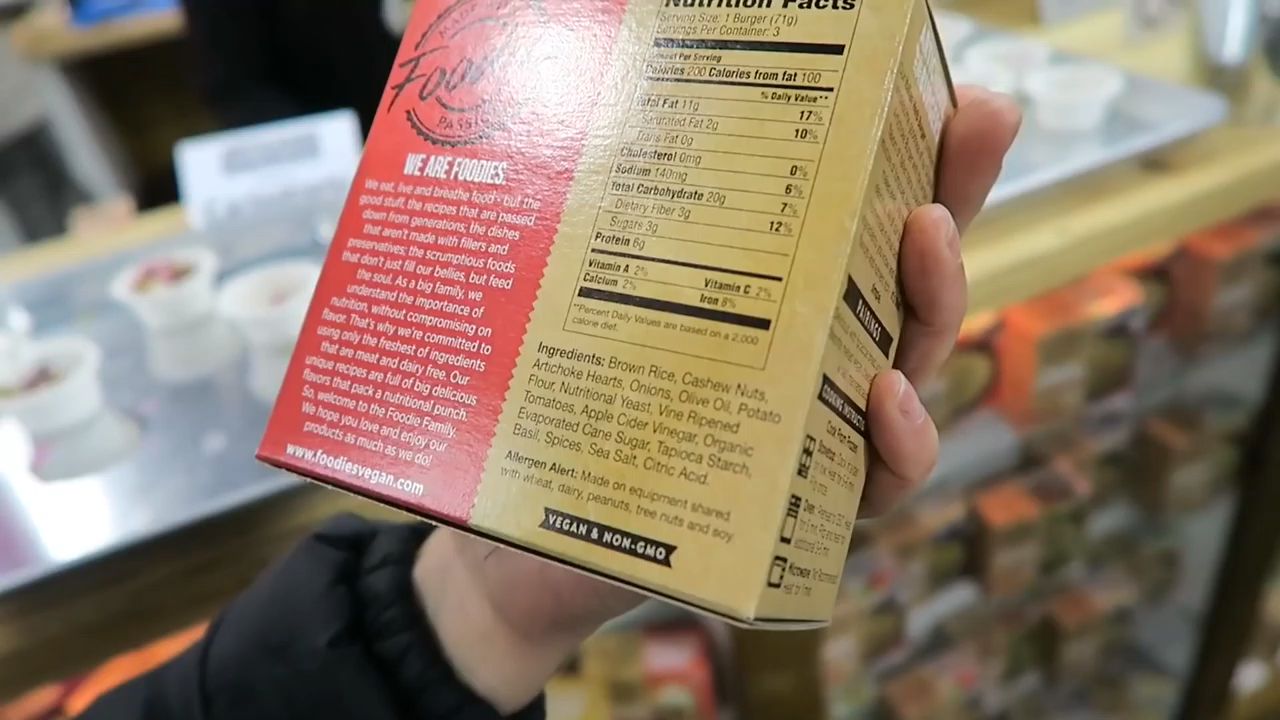 MADE
Foodies
PASSION
WE ARE FOODIES.
We eat, live and breathe food - but the
good stuff, the recipes that are passed
down from generations; the dishes
that aren't made with fillers and
preservatives; the scrumptious foods
that don't just fill our bellies, but feed
the soul. As a big family, we
understand the importance of
nutrition, without compromising on
flavor. That's why we're committed to
using only the freshest of ingredients
that are meat and dairy free. Our
unique recipes are full of big delicious
flavors that pack a nutritional punch.
So, welcome to the Foodie Family.
We hope you love and enjoy our
products as much as we do!
www.foodiesvegan.com
Nutrition Facts
Serving Size: 1 Burger (71g)
Servings Per Container: 3
Amount Per Serving
Calories 200 Calories from fat 100
% Daily Value**
Total Fat 11g 17%
Saturated Fat 2g 10%
Trans Fat 0g
Cholesterol 0mg 0%
Sodium 140mg 6%
Total Carbohydrate 20g 7%
Dietary Fiber 3g 12%
Sugars 3g
Protein 6g
Vitamin A 2% Vitamin C 2%
Calcium 2% Iron 8%
**Percent Daily Values are based on a 2,000
calorie diet.
Ingredients: Brown Rice, Cashew Nuts,
Artichoke Hearts, Onions, Olive Oil, Potato
Flour, Nutritional Yeast, Vine Ripened
Tomatoes, Apple Cider Vinegar, Organic
Evaporated Cane Sugar, Tapioca Starch,
Basil, Spices, Sea Salt, Citric Acid.
Allergen Alert: Made on equipment shared
with wheat, dairy, peanuts, tree nuts and soy.
VEGAN & NON-GMO
PAIRINGS
COOKING INSTRUCTI
Cook From Frozen
Stovetop:
Oven:
Microwave: